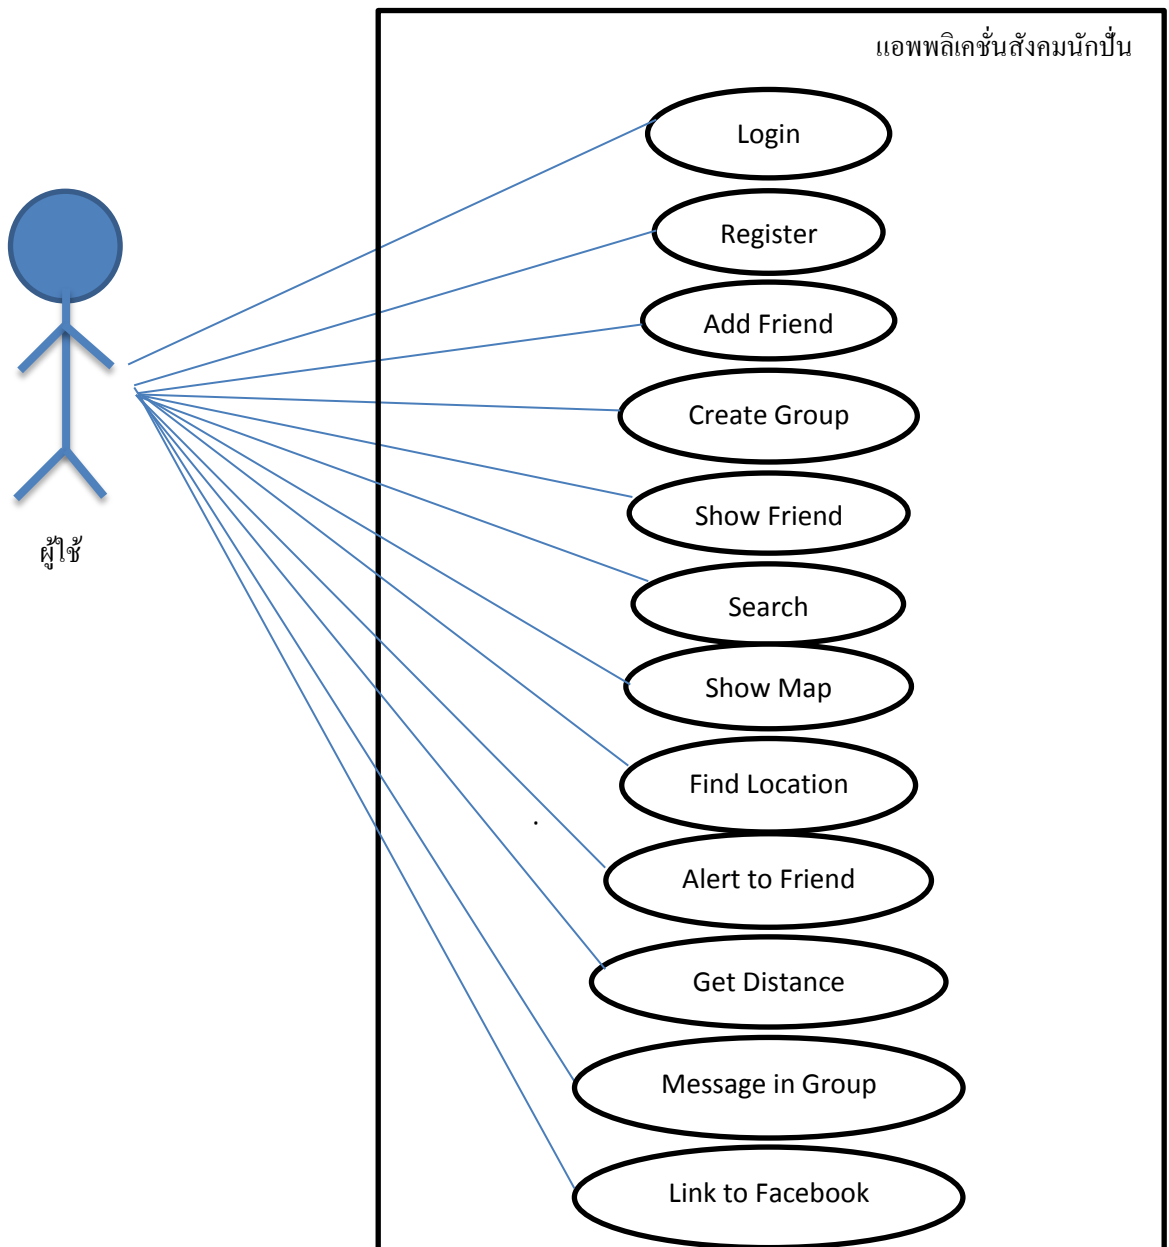 แอพพลิเคชั่นสังคมนักปั่น
Login
Register
Add Friend
Create Group
Show Friend
ผู้ใช้
Search
Show Map
Find Location
.
Alert to Friend
Get Distance
Message in Group
Link to Facebook